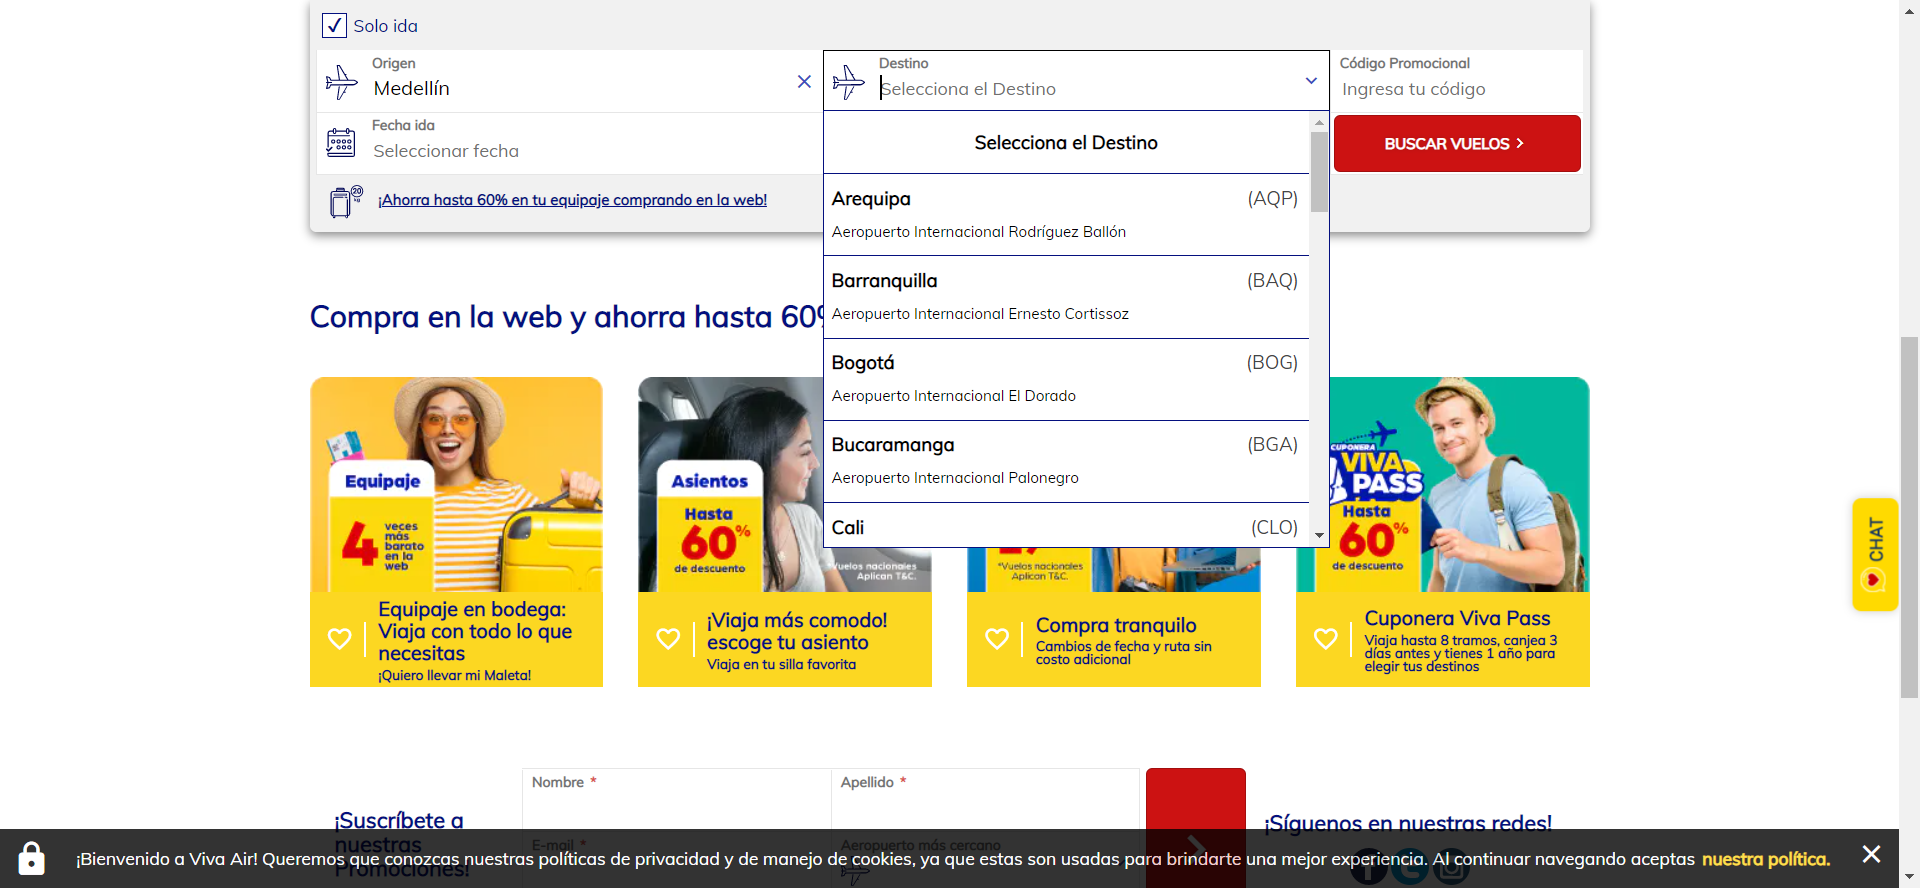 Solo ida
Origen
Medellín
Destino
Selecciona el Destino
Código Promocional
Ingresa tu código
Fecha ida
Seleccionar fecha
BUSCAR VUELOS
20
kg
¡Ahorra hasta 60% en tu equipaje comprando en la web!
Selecciona el Destino
Arequipa (AQP)
Aeropuerto Internacional Rodríguez Ballón
Barranquilla (BAQ)
Aeropuerto Internacional Ernesto Cortissoz
Bogotá (BOG)
Aeropuerto Internacional El Dorado
Bucaramanga (BGA)
Aeropuerto Internacional Palonegro
Cali (CLO)
Compra en la web y ahorra hasta 60%
Equipaje
4 veces
más
barato
en la
web
Equipaje en bodega:
Viaja con todo lo que
necesitas
¡Quiero llevar mi Maleta!
Asientos
Hasta
60%
de descuento
*Vuelos nacionales
Aplican T&C.
¡Viaja más comodo!
escoge tu asiento
Viaja en tu silla favorita
*Vuelos nacionales
Aplican T&C.
Compra tranquilo
Cambios de fecha y ruta sin
costo adicional
CUPONERA
VIVA
PASS
Hasta
60%
de descuento
Cuponera Viva Pass
Viaja hasta 8 tramos, canjea 3
días antes y tienes 1 año para
elegir tus destinos
CHAT
¡Suscríbete a
nuestras
Promociones!
Nombre *
Apellido *
E-mail *
Aeropuerto más cercano
¡Síguenos en nuestras redes!
¡Bienvenido a Viva Air! Queremos que conozcas nuestras políticas de privacidad y de manejo de cookies, ya que estas son usadas para brindarte una mejor experiencia. Al continuar navegando aceptas nuestra política.